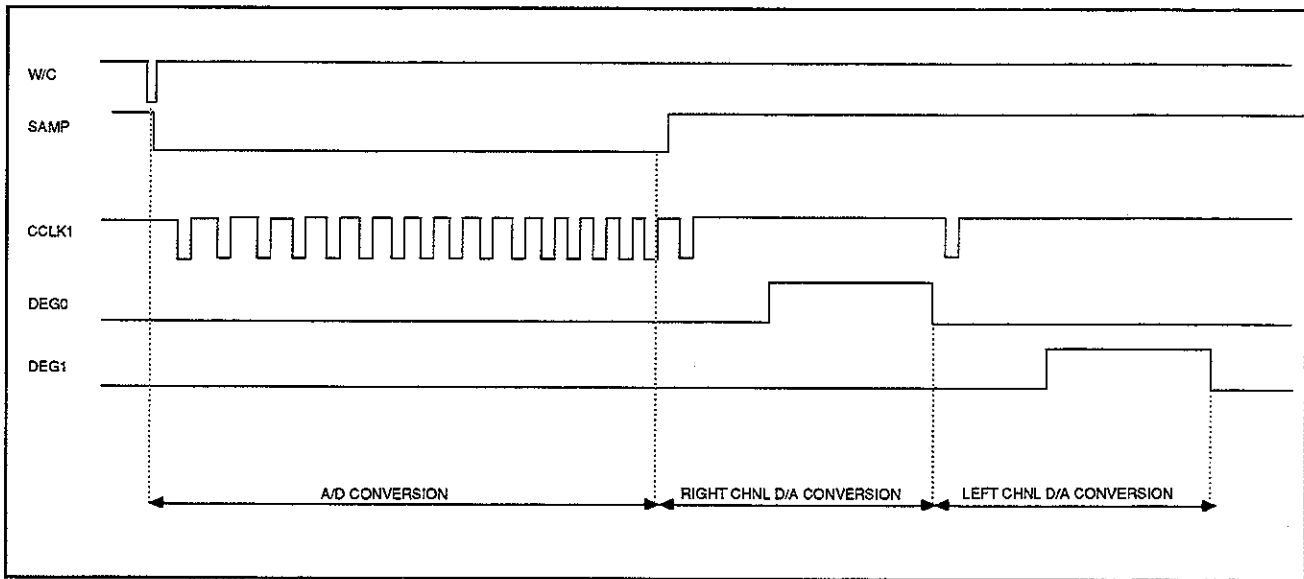 W/C
SAMP
CCLK1
DEG0
DEG1
A/D CONVERSION
RIGHT CHNL D/A CONVERSION
LEFT CHNL D/A CONVERSION